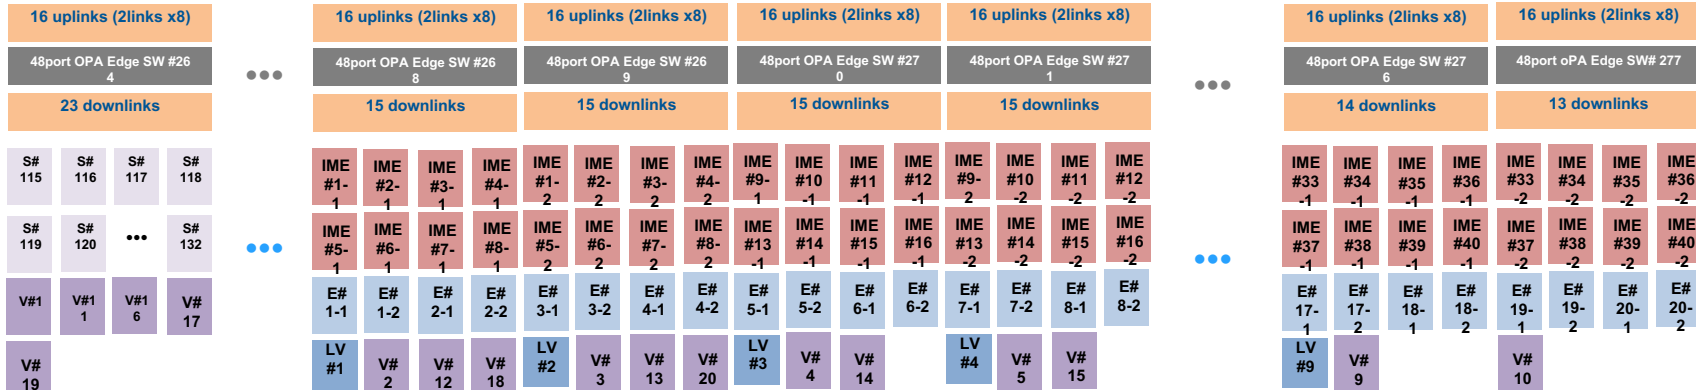 16 uplinks (2links x8)
16 uplinks (2links x8)
16 uplinks (2links x8)
16 uplinks (2links x8)
16 uplinks (2links x8)
16 uplinks (2links x8)
16 uplinks (2links x8)
48port OPA Edge SW #26
4
48port OPA Edge SW #26
8
48port OPA Edge SW #26
9
48port OPA Edge SW #27
0
48port OPA Edge SW #27
1
48port OPA Edge SW #27
6
48port oPA Edge SW# 277
23 downlinks
15 downlinks
15 downlinks
15 downlinks
15 downlinks
14 downlinks
13 downlinks
S#
115
S#
116
S#
117
S#
118
IME
#1-
1
IME
#2-
1
IME
#3-
1
IME
#4-
1
IME
#1-
2
IME
#2-
2
IME
#3-
2
IME
#4-
2
IME
#9-
1
IME
#10
-1
IME
#11
-1
IME
#12
-1
IME
#9-
2
IME
#10
-2
IME
#11
-2
IME
#12
-2
IME
#33
-1
IME
#34
-1
IME
#35
-1
IME
#36
-1
IME
#33
-2
IME
#34
-2
IME
#35
-2
IME
#36
-2
S#
119
S#
120
•••
S#
132
IME
#5-
1
IME
#6-
1
IME
#7-
1
IME
#8-
1
IME
#5-
2
IME
#6-
2
IME
#7-
2
IME
#8-
2
IME
#13
-1
IME
#14
-1
IME
#15
-1
IME
#16
-1
IME
#13
-2
IME
#14
-2
IME
#15
-2
IME
#16
-2
IME
#37
-1
IME
#38
-1
IME
#39
-1
IME
#40
-1
IME
#37
-2
IME
#38
-2
IME
#39
-2
IME
#40
-2
V#1
V#1
1
V#1
6
V#
17
E#
1-1
E#
1-2
E#
2-1
E#
2-2
E#
3-1
E#
3-2
E#
4-1
E#
4-2
E#
5-1
E#
5-2
E#
6-1
E#
6-2
E#
7-1
E#
7-2
E#
8-1
E#
8-2
E#
17-
1
E#
17-
2
E#
18-
1
E#
18-
2
E#
19-
1
E#
19-
2
E#
20-
1
E#
20-
2
V#
19
LV
#1
V#
2
V#
12
V#
18
LV
#2
V#
3
V#
13
V#
20
LV
#3
V#
4
V#
14
LV
#4
V#
5
V#
15
LV
#9
V#
9
V#
10